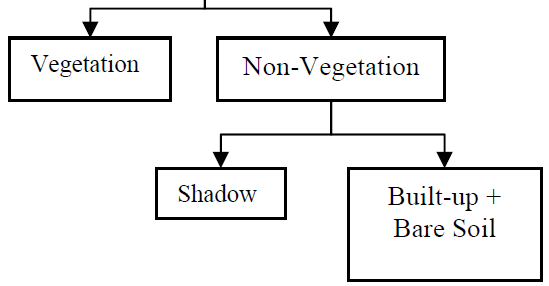 Vegetation
Non-Vegetation
Shadow
Built-up +
Bare Soil